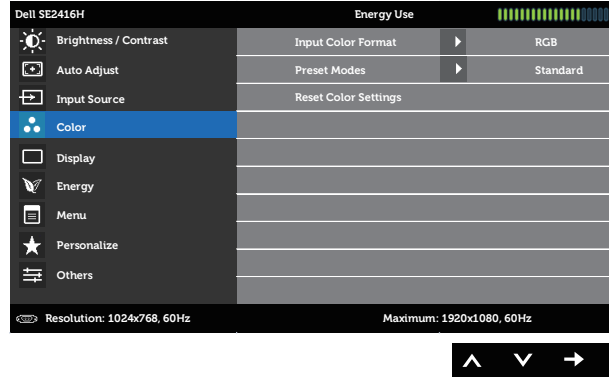 Dell SE2416H Energy Use
Brightness / Contrast Input Color Format RGB
Auto Adjust Preset Modes Standard
Input Source Reset Color Settings
Color
Display
Energy
Menu
Personalize
Others
Resolution: 1024x768, 60Hz Maximum: 1920x1080, 60Hz